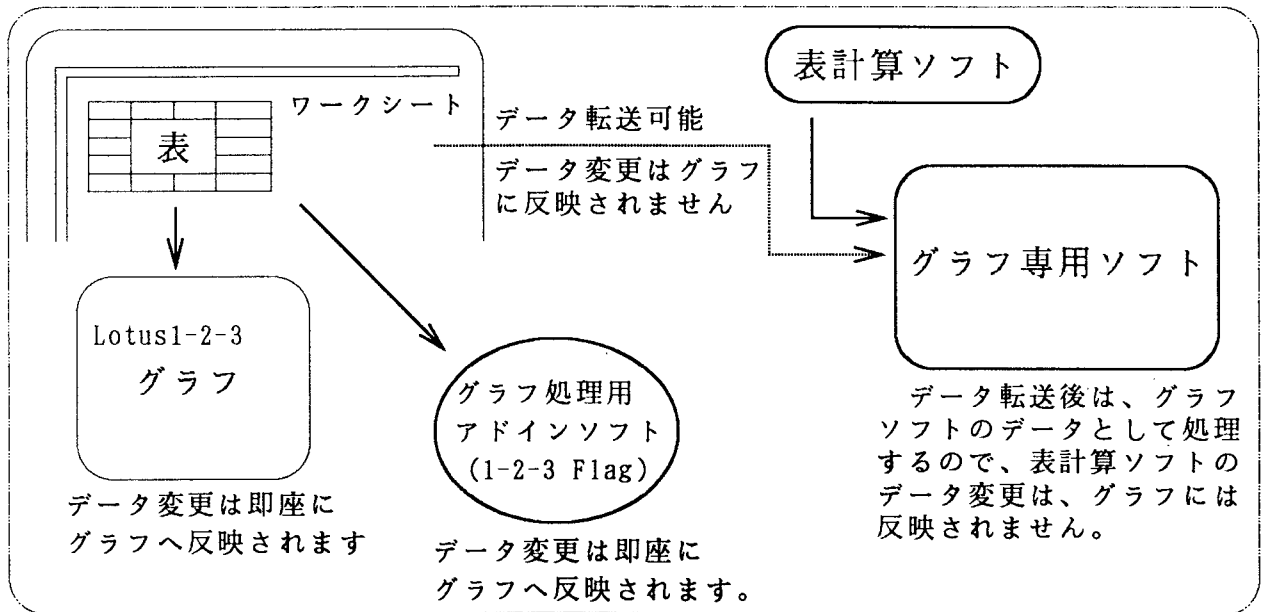 ワークシート
表
データ転送可能
データ変更はグラフ
に反映されません
Lotus1-2-3
グラフ
データ変更は即座に
グラフへ反映されます
グラフ処理用
アドインソフト
(1-2-3 Flag)
データ変更は即座に
グラフへ反映されます。
表計算ソフト
グラフ専用ソフト
データ転送後は、グラフ
ソフトのデータとして処理
するので、表計算ソフトの
データ変更は、グラフには
反映されません。